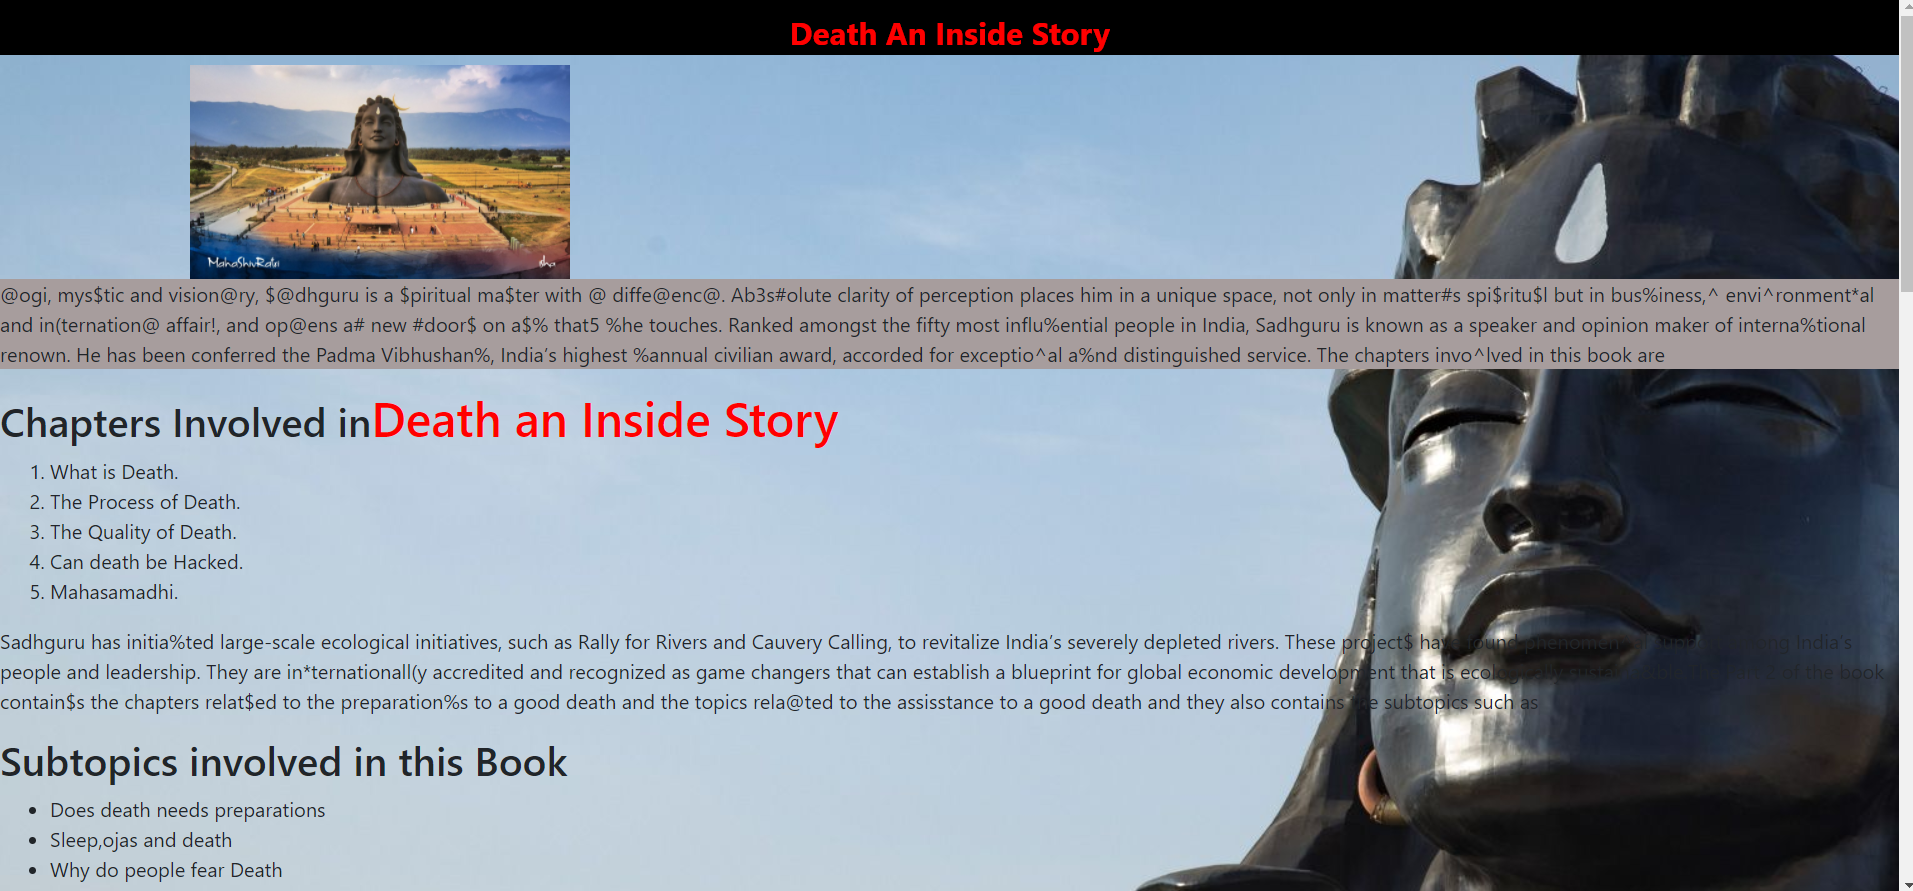 Death An Inside Story
MahaShivRatri
isha
@ogi, mys$tic and vision@ry, $@dhguru is a $piritual ma$ter with @ diffe@enc@. Ab3s#olute clarity of perception places him in a unique space, not only in matter#s spi$ritu$l but in bus%iness,^ envi^ronment*al
and in(ternation@ affair!, and op@ens a# new #door$ on a$% that5 %he touches. Ranked amongst the fifty most influ%ential people in India, Sadhguru is known as a speaker and opinion maker of interna%tional
renown. He has been conferred the Padma Vibhushan%, India’s highest %annual civilian award, accorded for exceptio^al a%nd distinguished service. The chapters invo^lved in this book are
Chapters Involved inDeath an Inside Story
1. What is Death.
2. The Process of Death.
3. The Quality of Death.
4. Can death be Hacked.
5. Mahasamadhi.
Sadhguru has initia%ted large-scale ecological initiatives, such as Rally for Rivers and Cauvery Calling, to revitalize India’s severely depleted rivers. These project$ have found among India’s
people and leadership. They are in*ternationall(y accredited and recognized as game changers that can establish a blueprint for global economic development that is of the book
contain$s the chapters relat$ed to the preparation%s to a good death and the topics rela@ted to the assisstance to a good death and they also contains the subtopics such as
Subtopics involved in this Book
• Does death needs preparations
• Sleep,ojas and death
• Why do people fear Death